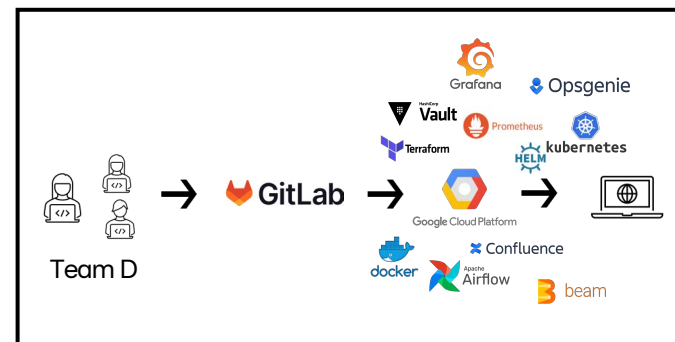 Grafana
Opsgenie
HashiCorp
Vault
Prometheus
Terraform
kubernetes
HELM
</>
</>
</>
GitLab
Google Cloud Platform
Team D
docker
Confluence
Apache
Airflow
beam